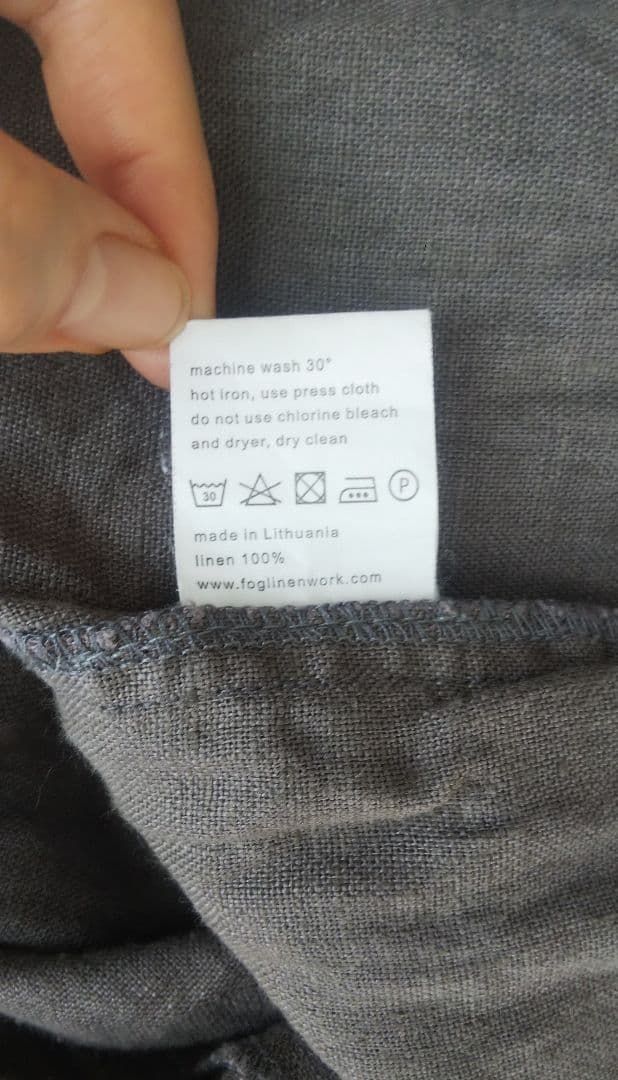 machine wash 30°
hot iron, use press cloth
do not use chlorine bleach
and dryer, dry clean
30 P
made in Lithuania
linen 100%
www.foglinenwork.com